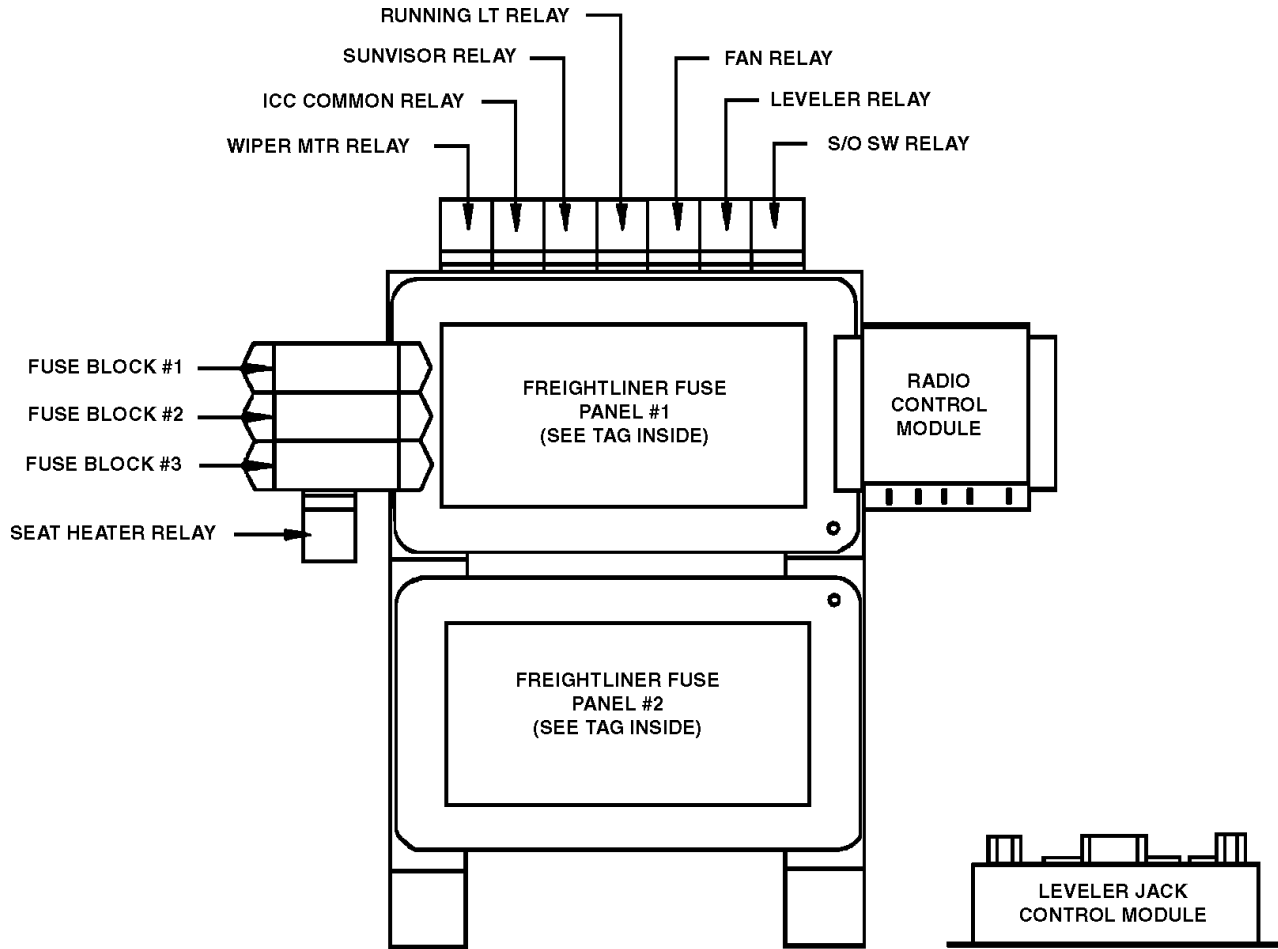 RUNNING LT RELAY
SUNVISOR RELAY
FAN RELAY
ICC COMMON RELAY
LEVELER RELAY
WIPER MTR RELAY
S/O SW RELAY
FUSE BLOCK #1
FUSE BLOCK #2
FUSE BLOCK #3
SEAT HEATER RELAY
FREIGHTLINER FUSE
PANEL #1
(SEE TAG INSIDE)
RADIO
CONTROL
MODULE
FREIGHTLINER FUSE
PANEL #2
(SEE TAG INSIDE)
LEVELER JACK
CONTROL MODULE